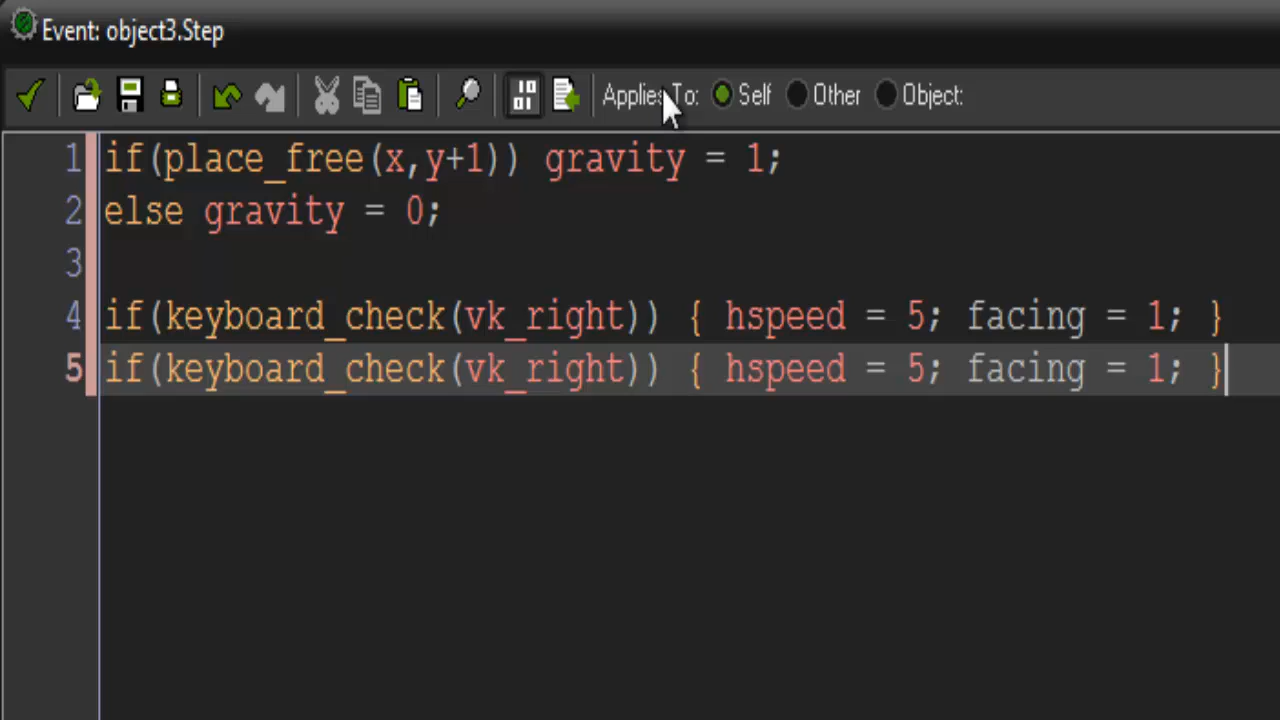 Event: object3.Step
Applies To: Self Other Object:
1 if(place_free(x,y+1)) gravity = 1;
2 else gravity = 0;
3
4 if(keyboard_check(vk_right)) { hspeed = 5; facing = 1; }
5 if(keyboard_check(vk_right)) { hspeed = 5; facing = 1; }